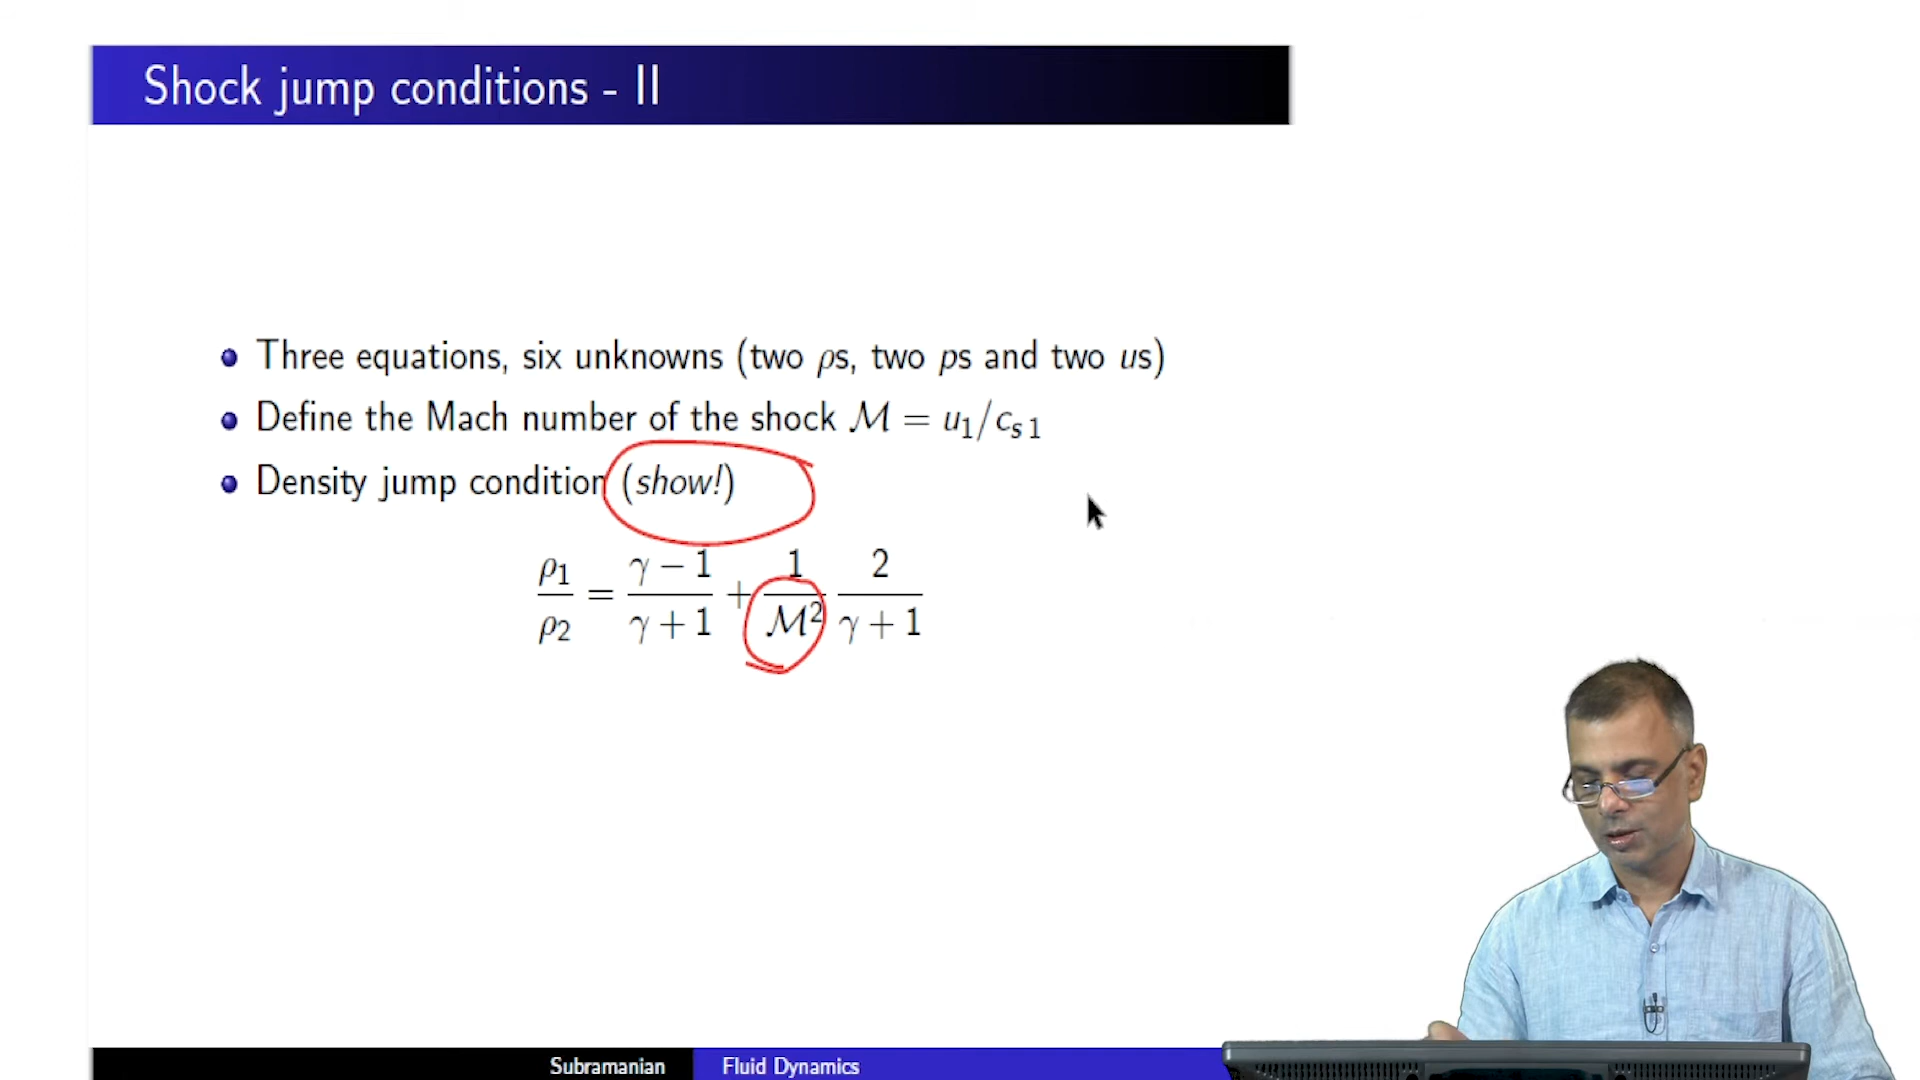 Shock jump conditions - II
Three equations, six unknowns (two ρs, two ps and two us)
Define the Mach number of the shock ℳ = u₁/cₛ₁
Density jump condition (show!)
ρ₁/ρ₂ = (γ − 1)/(γ + 1) + 1/ℳ² 2/(γ + 1)
Subramanian Fluid Dynamics